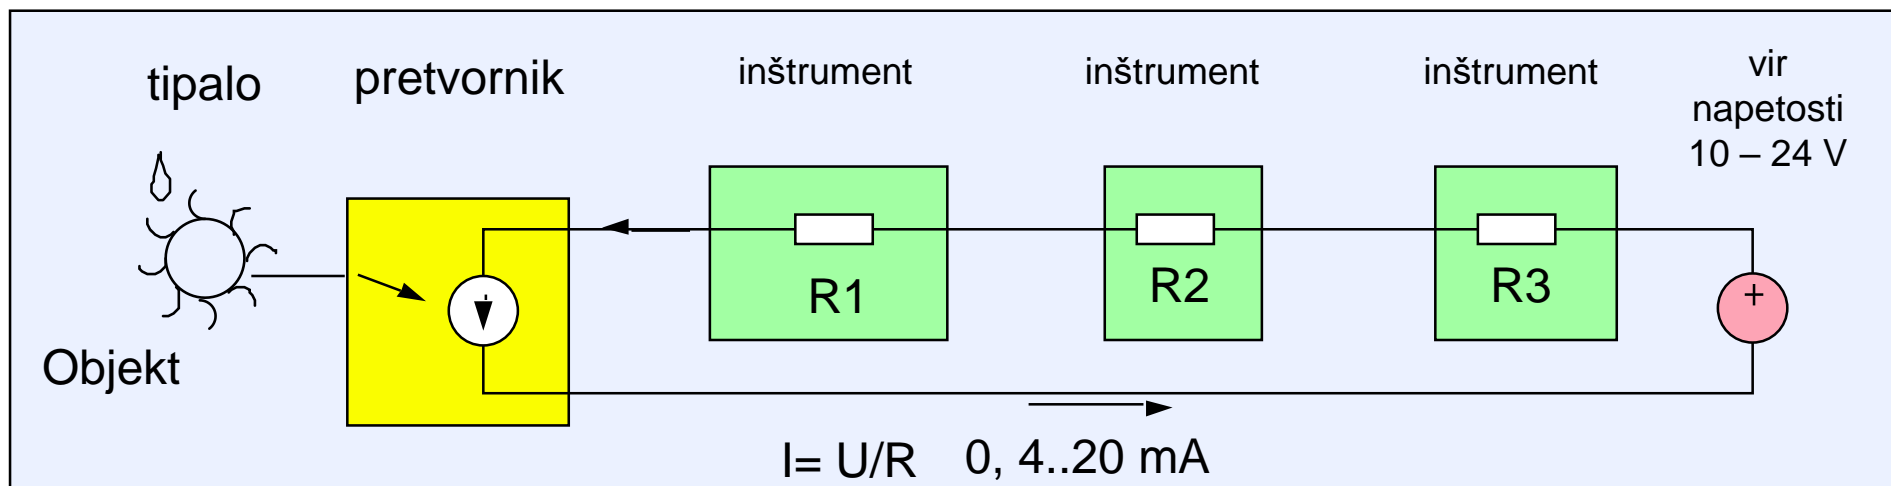 tipalo
pretvornik
inštrument
inštrument
inštrument
vir
napetosti
10 – 24 V
R1
R2
R3
+
Objekt
I= U/R 0, 4..20 mA